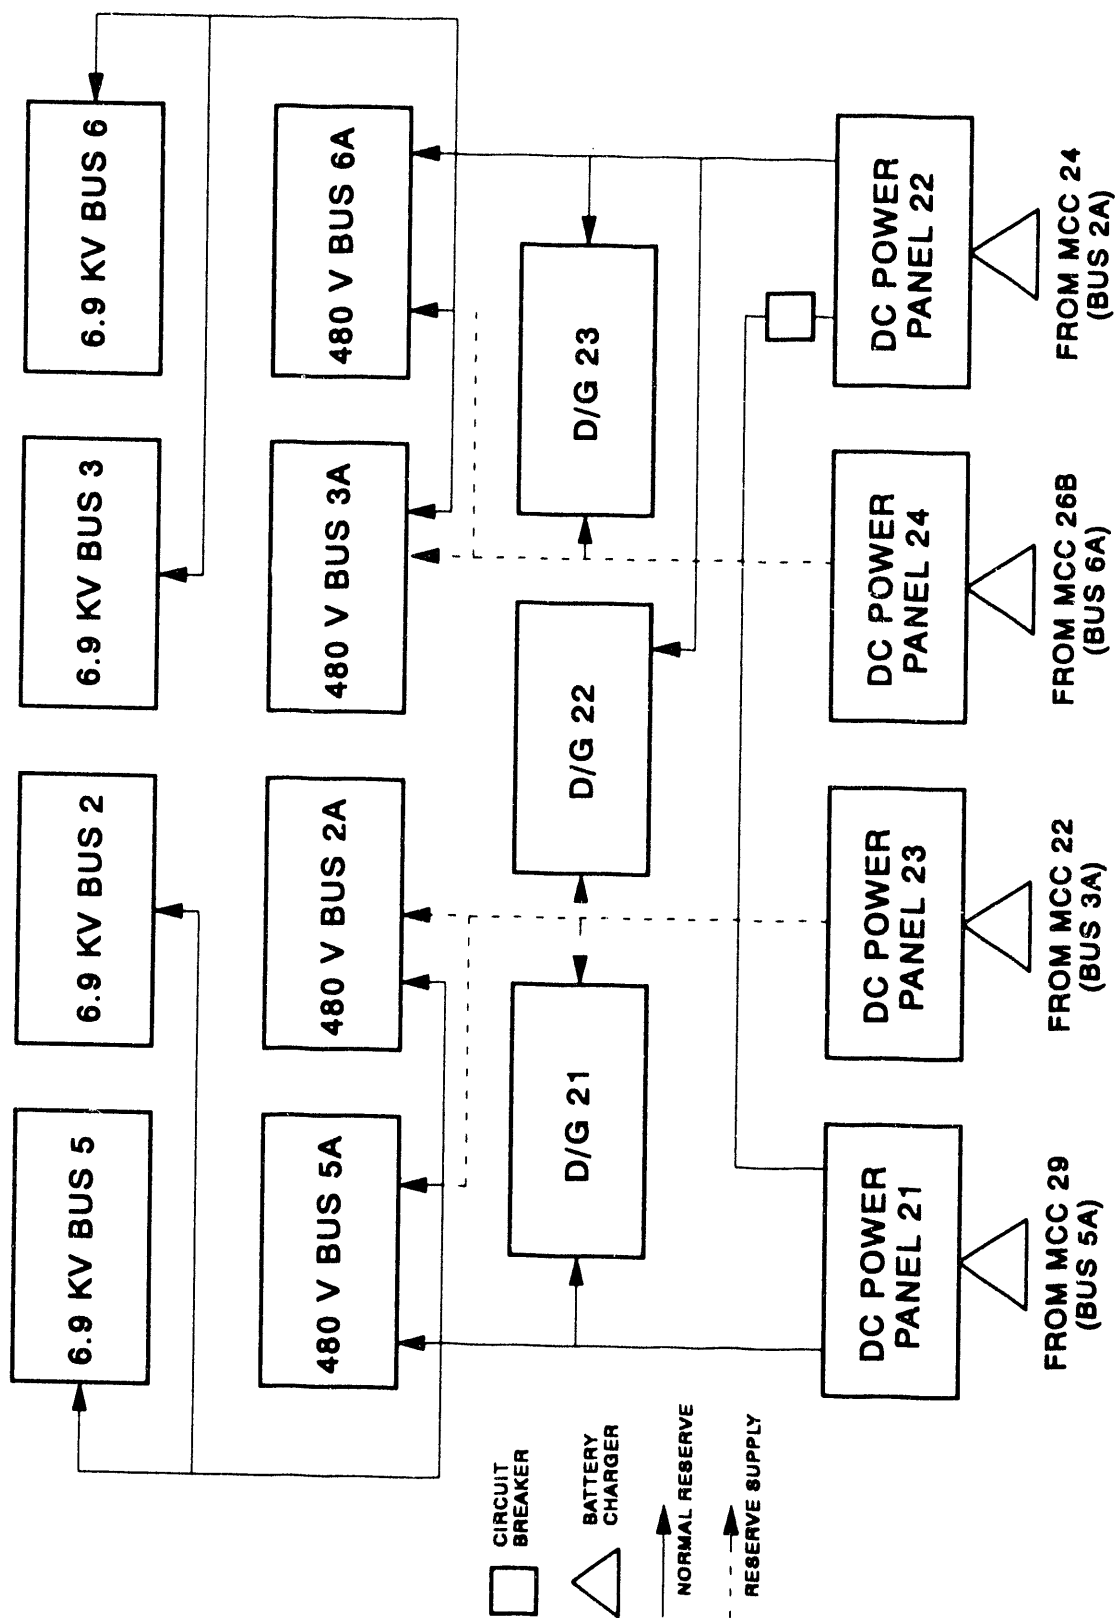 6.9 KV BUS 5
6.9 KV BUS 2
6.9 KV BUS 3
6.9 KV BUS 6
480 V BUS 5A
480 V BUS 2A
480 V BUS 3A
480 V BUS 6A
D/G 21
D/G 22
D/G 23
DC POWER
PANEL 21
DC POWER
PANEL 23
DC POWER
PANEL 24
DC POWER
PANEL 22
FROM MCC 29
(BUS 5A)
FROM MCC 22
(BUS 3A)
FROM MCC 26B
(BUS 6A)
FROM MCC 24
(BUS 2A)
CIRCUIT
BREAKER
BATTERY
CHARGER
NORMAL RESERVE
RESERVE SUPPLY